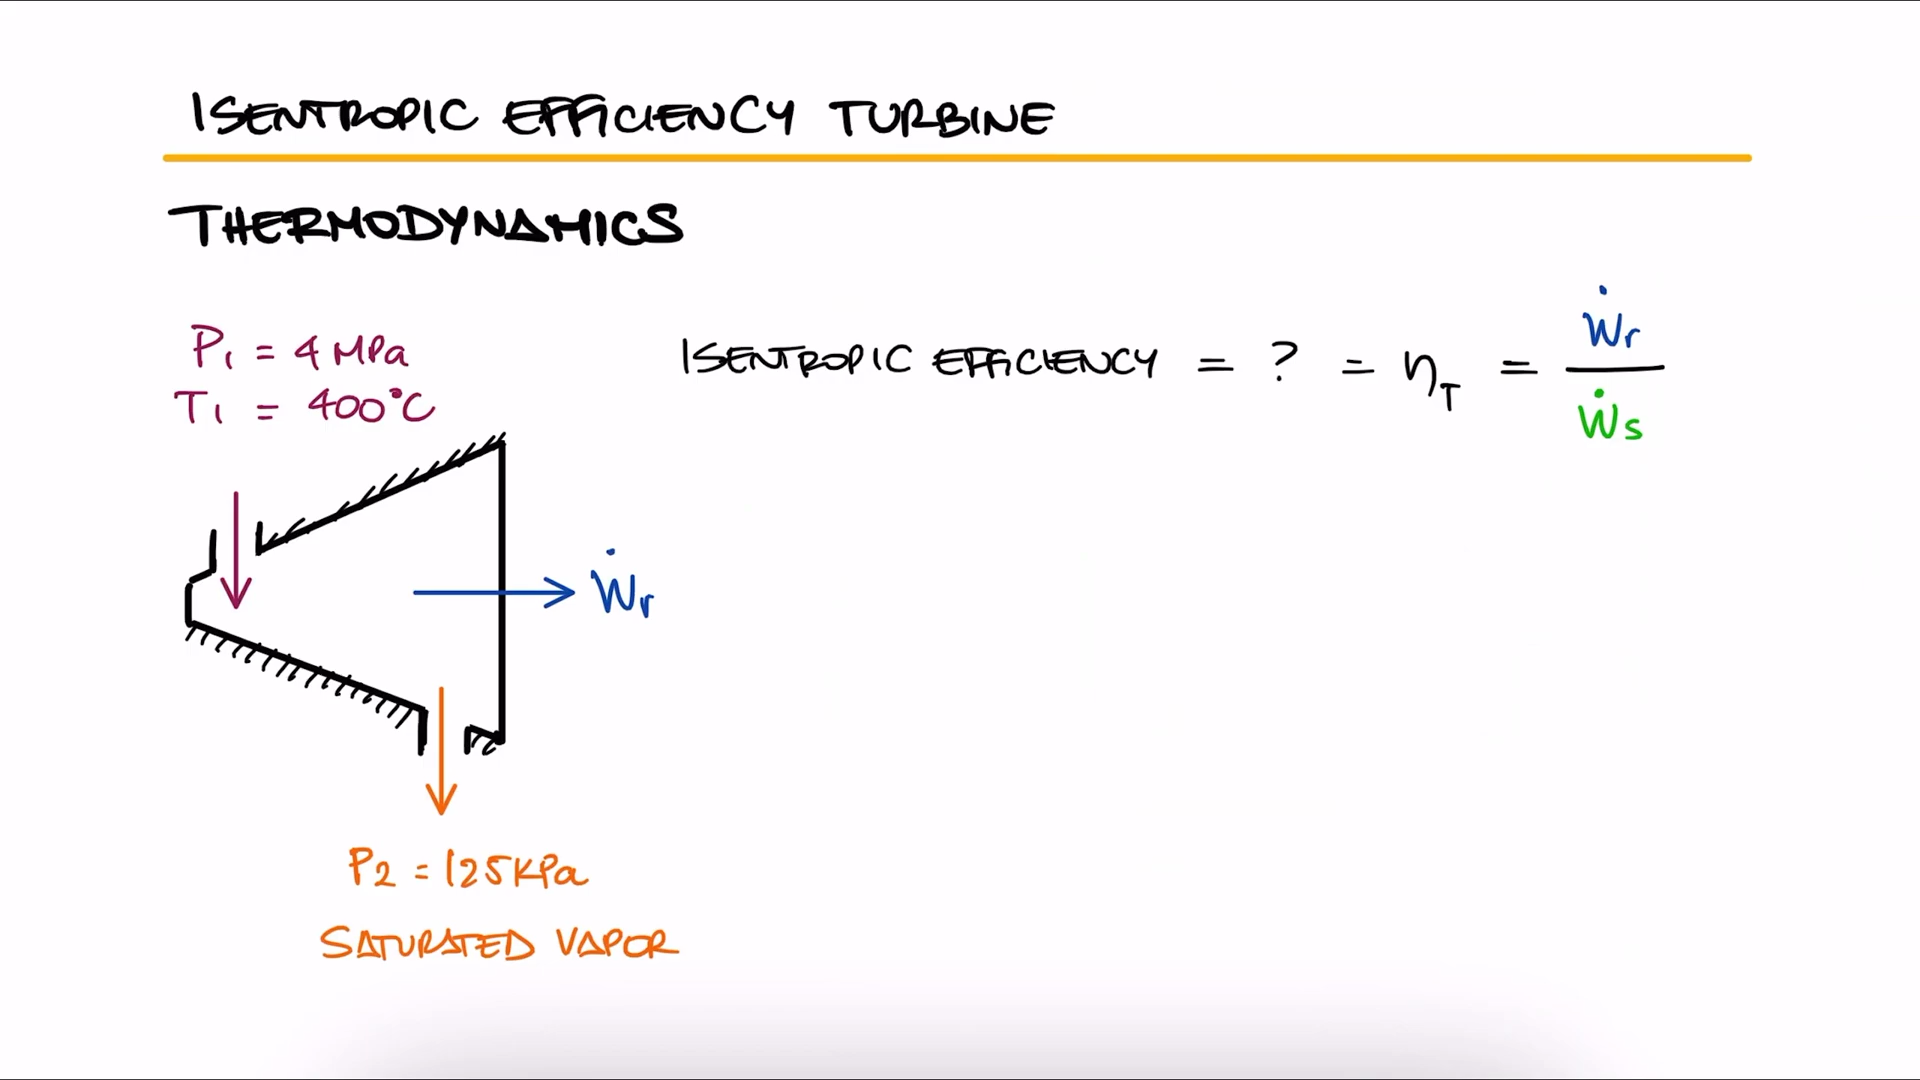 ISENTROPIC EFFICIENCY TURBINE
THERMODYNAMICS
P₁ = 4 MPa
T₁ = 400°C
ISENTROPIC EFFICIENCY = ? = η_T = Ẇr / Ẇs
Ẇr
P₂ = 125 kPa
SATURATED VAPOR